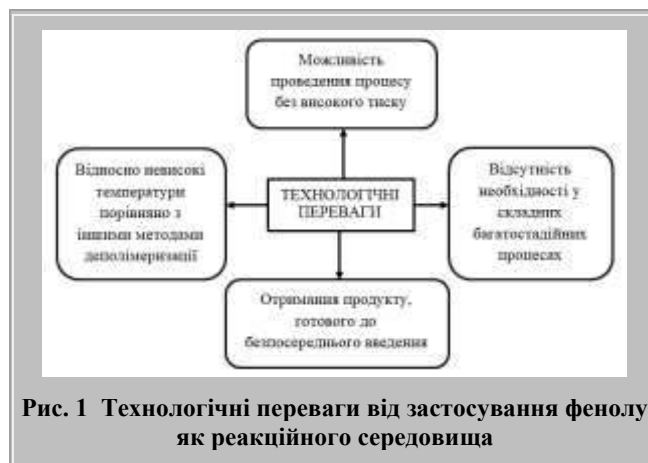 Можливість
проведення процесу
без високого тиску
Відносно невисокі
температури
порівняно з
іншими методами
деполімеризації
ТЕХНОЛОГІЧНІ
ПЕРЕВАГИ
Відсутність
необхідності у
складних
багатостадійних
процесах
Отримання продукту,
готового до
безпосереднього введення
Рис. 1 Технологічні переваги від застосування фенолу
як реакційного середовища